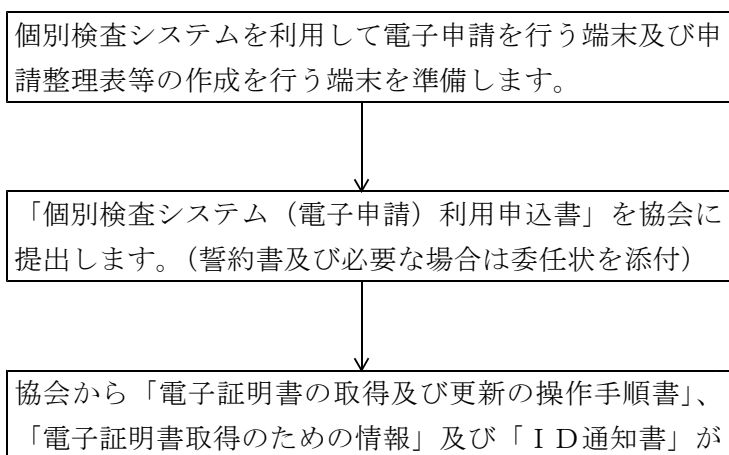 個別検査システムを利用して電子申請を行う端末及び申
請整理表等の作成を行う端末を準備します。
「個別検査システム（電子申請）利用申込書」を協会に
提出します。（誓約書及び必要な場合は委任状を添付）
協会から「電子証明書の取得及び更新の操作手順書」、
「電子証明書取得のための情報」及び「ＩＤ通知書」が